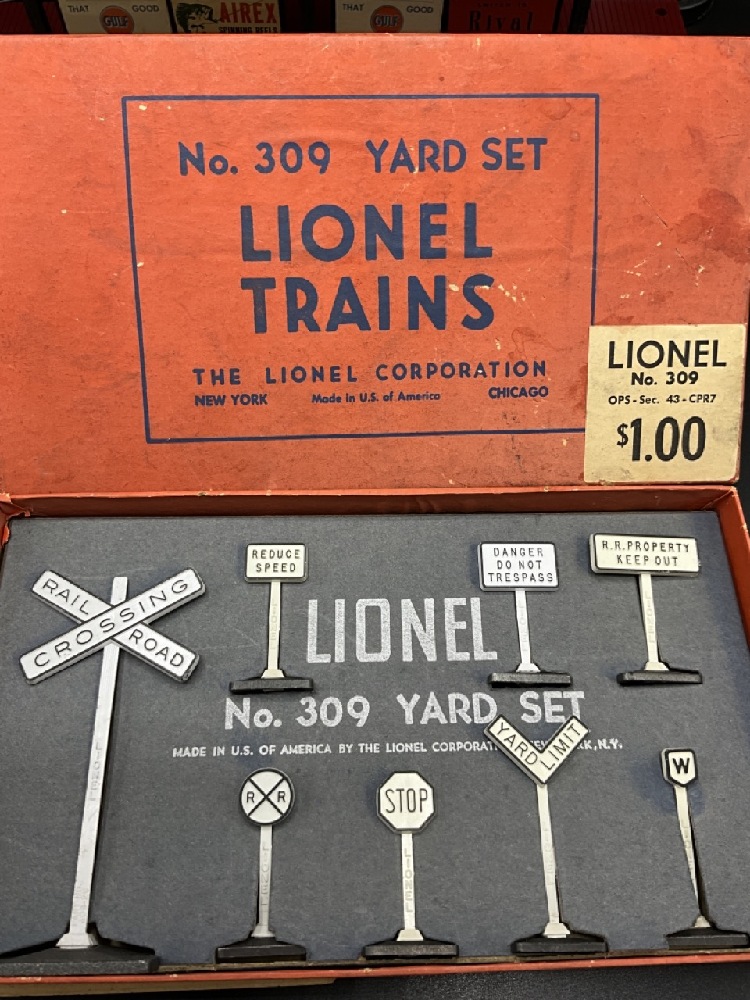 THAT GOOD
GULF
AIREX
SPINNING REELS
THAT GOOD
GULF
Rival
No. 309 YARD SET
LIONEL
TRAINS
THE LIONEL CORPORATION
NEW YORK Made in U.S. of America CHICAGO
LIONEL
No. 309
OPS-Sec. 43-CPR7
$1.00
RAIL ROAD
CROSSING
REDUCE
SPEED
DANGER
DO NOT
TRESPASS
R.R. PROPERTY
KEEP OUT
LIONEL
No. 309 YARD SET
MADE IN U.S. OF AMERICA BY THE LIONEL CORPORATI
K, N.Y.
R R
STOP
LIONEL
YARD LIMIT
W